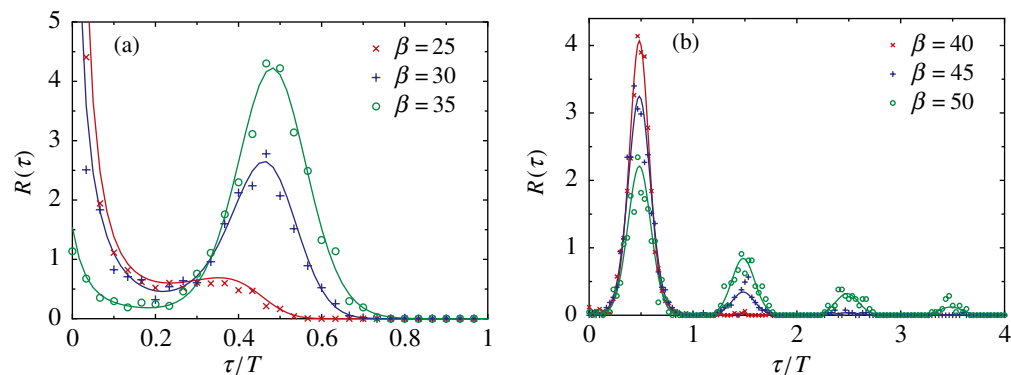 (a)
β = 25
β = 30
β = 35
R(τ)
5
4
3
2
1
0
0 0.2 0.4 0.6 0.8 1
τ/T
(b)
β = 40
β = 45
β = 50
R(τ)
4
3
2
1
0
0 1 2 3 4
τ/T